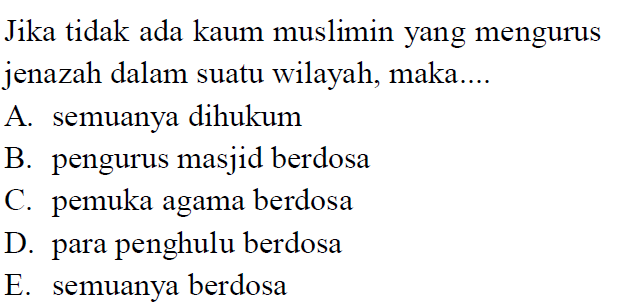 Jika tidak ada kaum muslimin yang mengurus
jenazah dalam suatu wilayah, maka....
A. semuanya dihukum
B. pengurus masjid berdosa
C. pemuka agama berdosa
D. para penghulu berdosa
E. semuanya berdosa